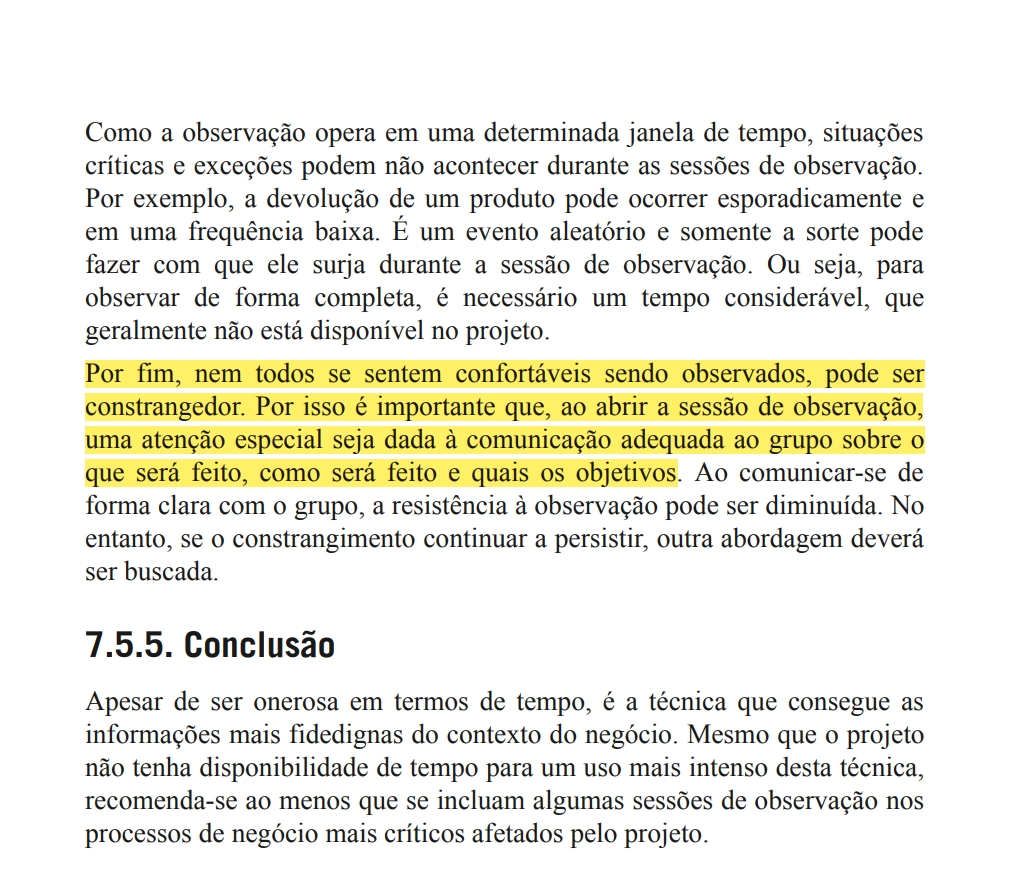 Como a observação opera em uma determinada janela de tempo, situações
críticas e exceções podem não acontecer durante as sessões de observação.
Por exemplo, a devolução de um produto pode ocorrer esporadicamente e
em uma frequência baixa. É um evento aleatório e somente a sorte pode
fazer com que ele surja durante a sessão de observação. Ou seja, para
observar de forma completa, é necessário um tempo considerável, que
geralmente não está disponível no projeto.
Por fim, nem todos se sentem confortáveis sendo observados, pode ser
constrangedor. Por isso é importante que, ao abrir a sessão de observação,
uma atenção especial seja dada à comunicação adequada ao grupo sobre o
que será feito, como será feito e quais os objetivos. Ao comunicar-se de
forma clara com o grupo, a resistência à observação pode ser diminuída. No
entanto, se o constrangimento continuar a persistir, outra abordagem deverá
ser buscada.
7.5.5. Conclusão
Apesar de ser onerosa em termos de tempo, é a técnica que consegue as
informações mais fidedignas do contexto do negócio. Mesmo que o projeto
não tenha disponibilidade de tempo para um uso mais intenso desta técnica,
recomenda-se ao menos que se incluam algumas sessões de observação nos
processos de negócio mais críticos afetados pelo projeto.